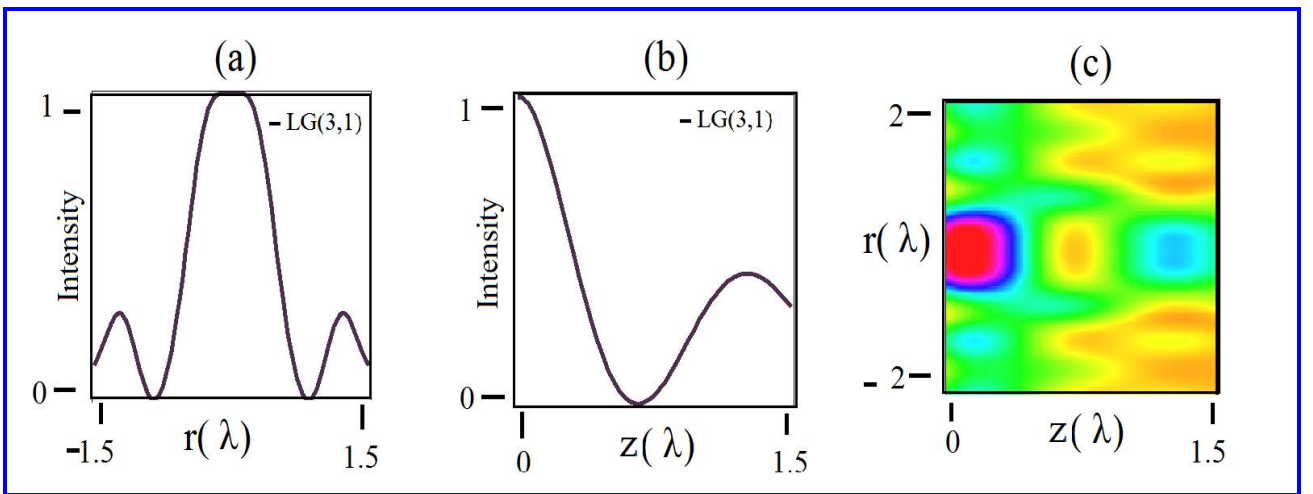 (a)
1
- LG(3,1)
Intensity
0
-1.5
r( λ)
1.5
(b)
1
- LG(3,1)
Intensity
0
0
z( λ)
1.5
(c)
2
r( λ)
- 2
0
z( λ)
1.5